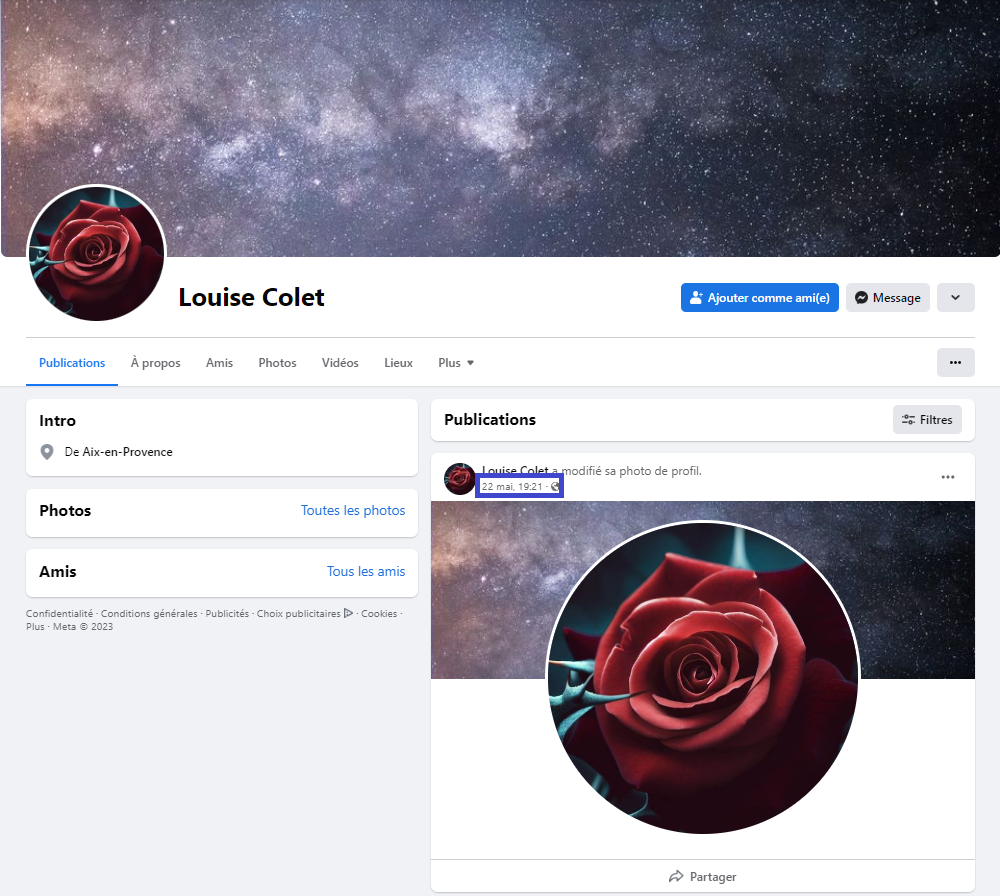 Louise Colet
Ajouter comme ami(e)
Message
Publications
À propos
Amis
Photos
Vidéos
Lieux
Plus
Intro
De Aix-en-Provence
Photos
Toutes les photos
Amis
Tous les amis
Confidentialité · Conditions générales · Publicités · Choix publicitaires · Cookies ·
Plus · Meta © 2023
Publications
Filtres
Louise Colet a modifié sa photo de profil.
22 mai, 19:21 ·
Partager